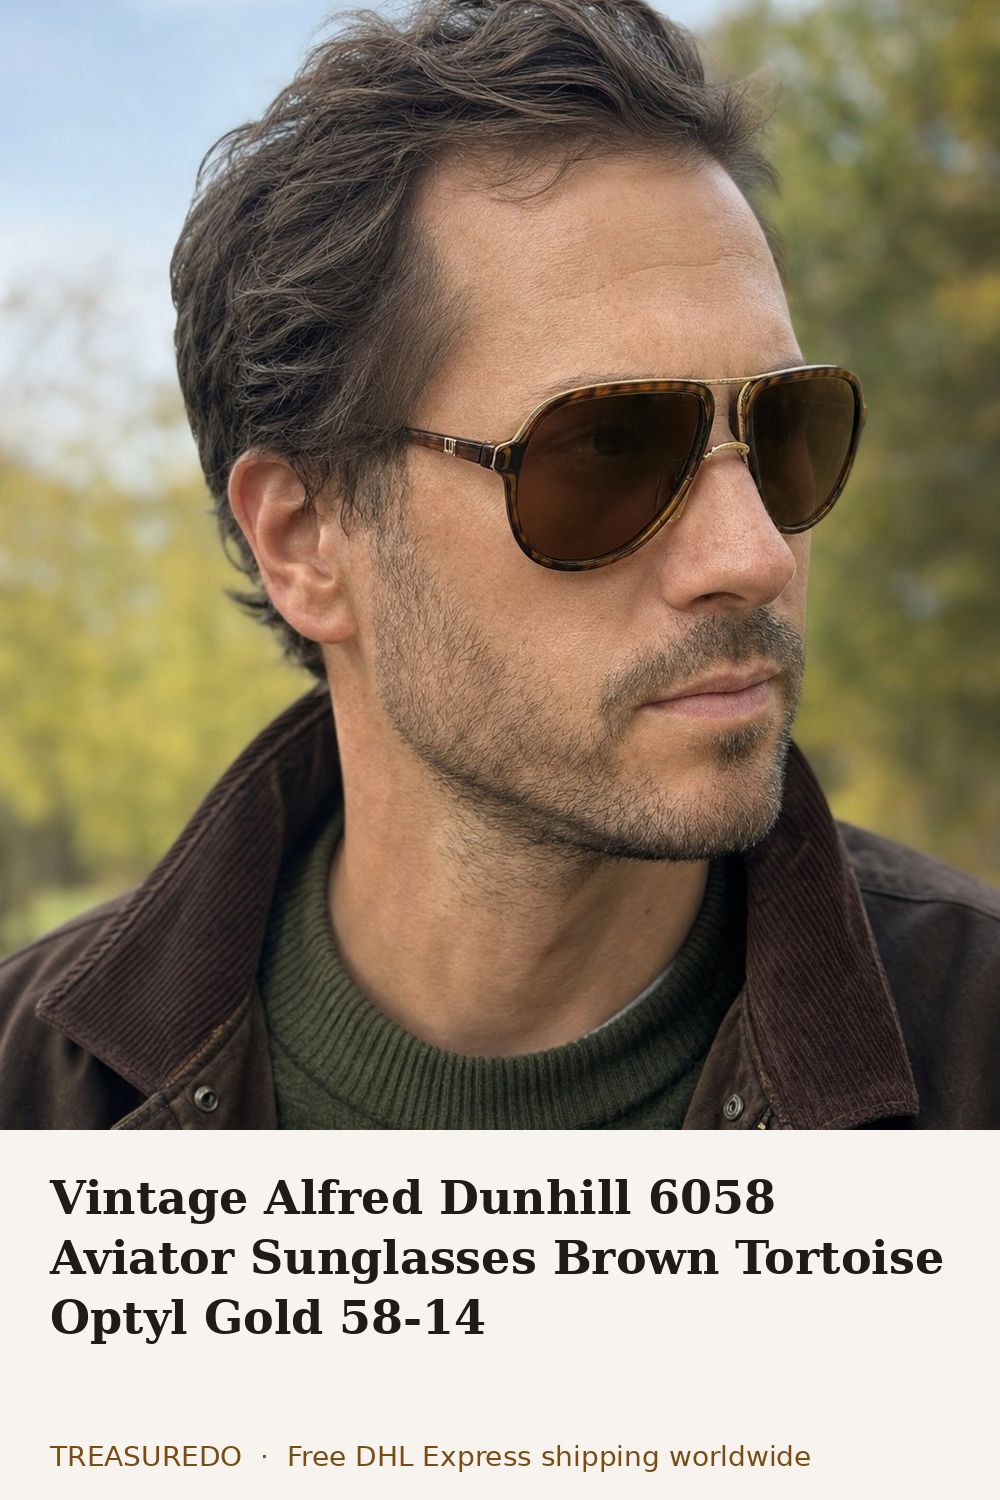 Vintage Alfred Dunhill 6058
Aviator Sunglasses Brown Tortoise
Optyl Gold 58-14
TREASUREDO · Free DHL Express shipping worldwide